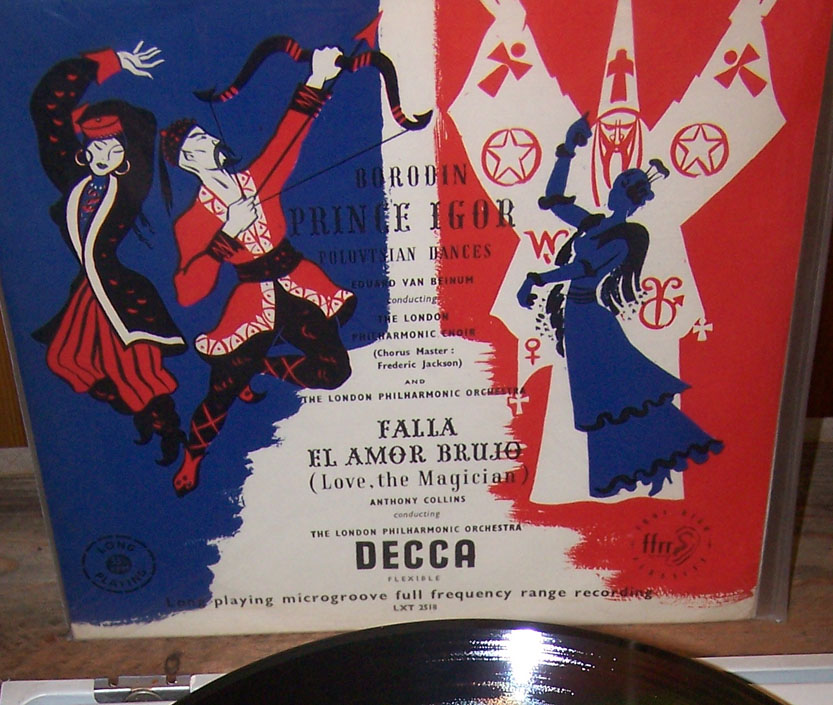 BORODIN
PRINCE IGOR
POLOVTSIAN DANCES
EDUARD VAN BEINUM
conducting
THE LONDON
PHILHARMONIC CHOIR
(Chorus Master :
Frederic Jackson)
AND
THE LONDON PHILHARMONIC ORCHESTRA
FALLA
EL AMOR BRUJO
(Love, the Magician)
ANTHONY COLLINS
conducting
THE LONDON PHILHARMONIC ORCHESTRA
DECCA
FLEXIBLE
Long playing microgroove full frequency range recording
LXT 2518
LONG
PLAYING
ffrr